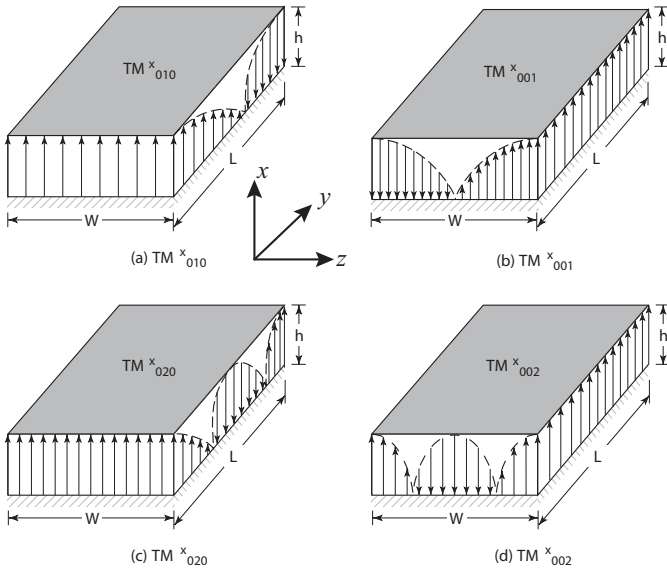 TM x 010
h
L
W
(a) TM x 010
TM x 001
h
L
W
(b) TM x 001
x
y
z
TM x 020
h
L
W
(c) TM x 020
TM x 002
h
L
W
(d) TM x 002